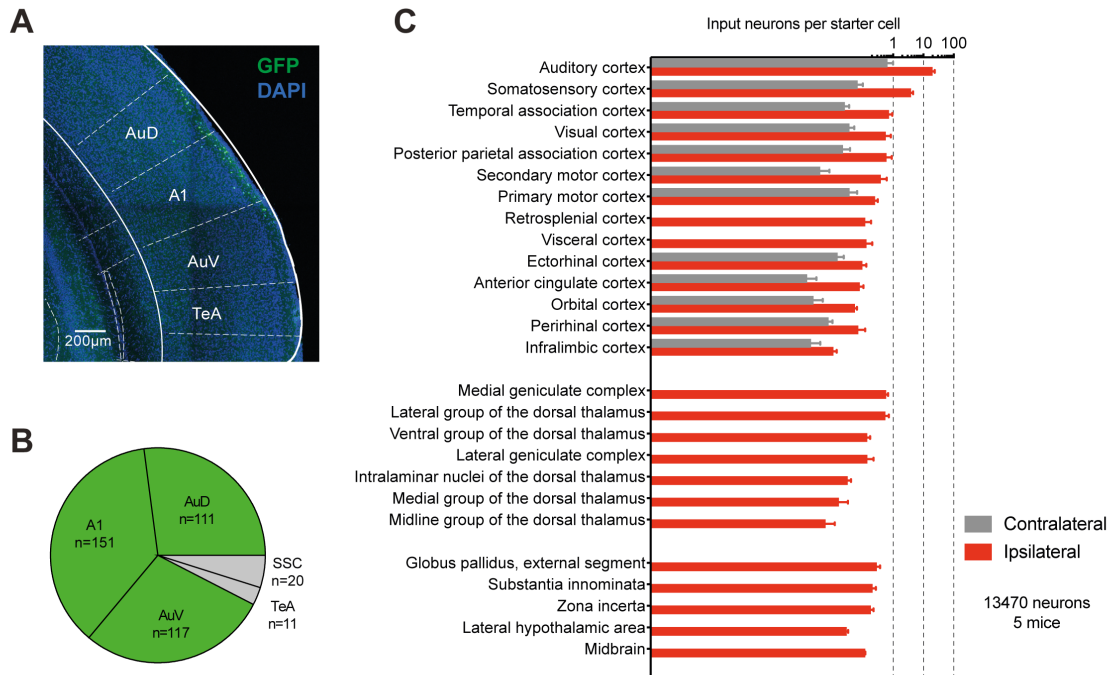 A
GFP
DAPI
AuD
A1
AuV
TeA
200µm
B
AuD
n=111
A1
n=151
SSC
n=20
TeA
n=11
AuV
n=117
C
Input neurons per starter cell
1 10 100
Auditory cortex
Somatosensory cortex
Temporal association cortex
Visual cortex
Posterior parietal association cortex
Secondary motor cortex
Primary motor cortex
Retrosplenial cortex
Visceral cortex
Ectorhinal cortex
Anterior cingulate cortex
Orbital cortex
Perirhinal cortex
Infralimbic cortex
Medial geniculate complex
Lateral group of the dorsal thalamus
Ventral group of the dorsal thalamus
Lateral geniculate complex
Intralaminar nuclei of the dorsal thalamus
Medial group of the dorsal thalamus
Midline group of the dorsal thalamus
Globus pallidus, external segment
Substantia innominata
Zona incerta
Lateral hypothalamic area
Midbrain
Contralateral
Ipsilateral
13470 neurons
5 mice